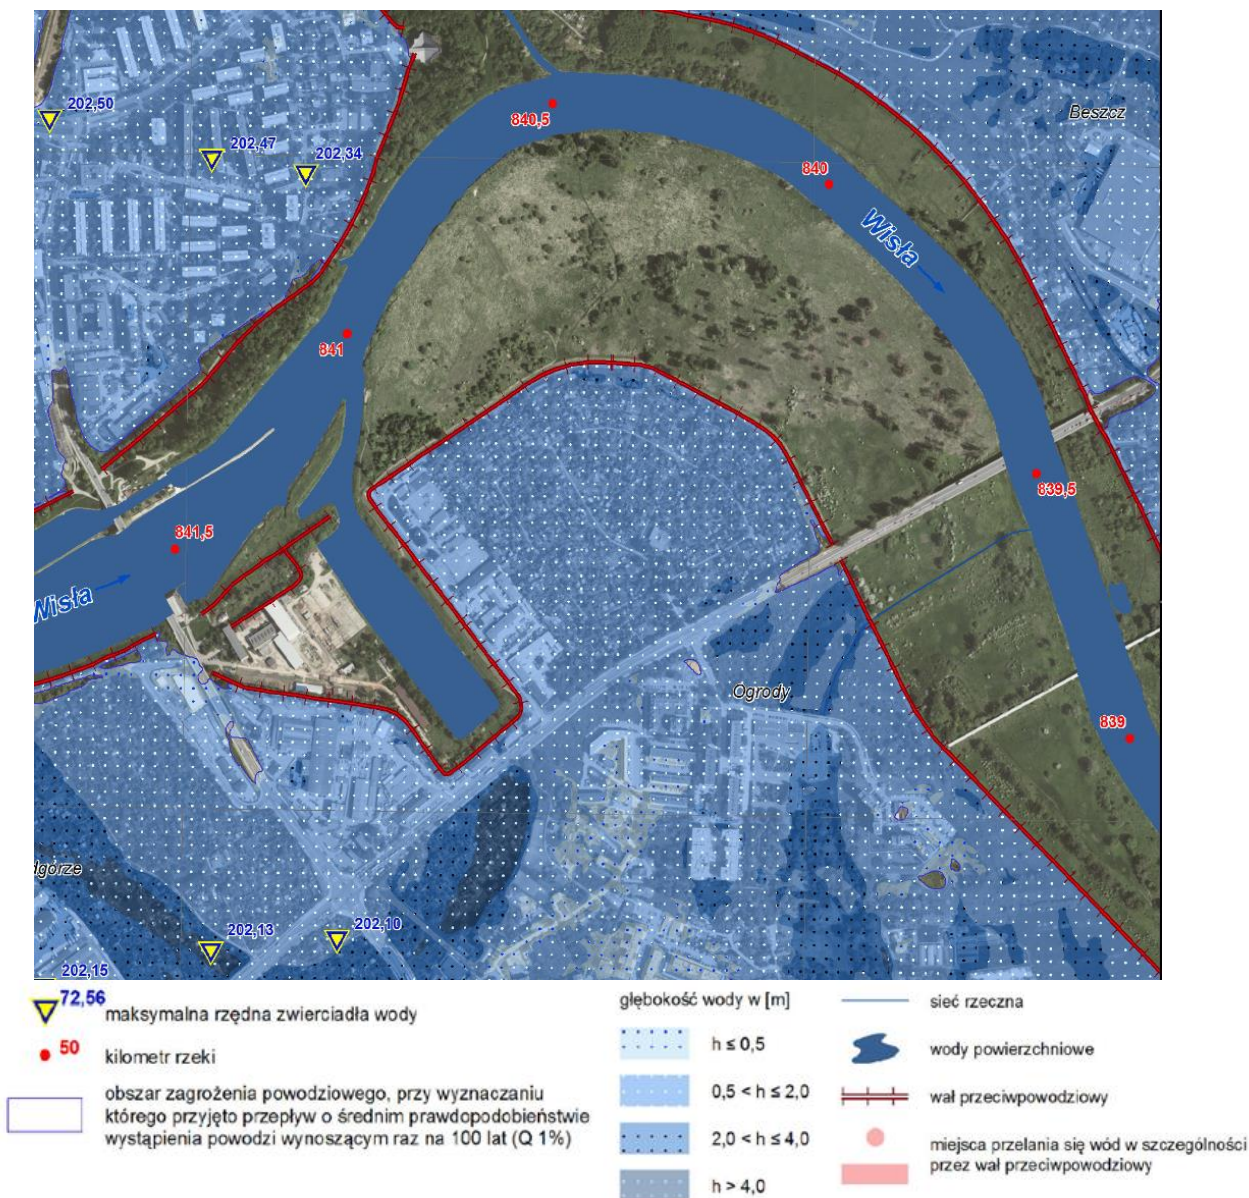 202,50
202,47
202,34
840,5
840
Beszcz
Wisła
841
841,5
839,5
Wisła
Ogrody
839
dgórze
202,13
202,10
202,15
72,56
maksymalna rzędna zwierciadła wody
50
kilometr rzeki
obszar zagrożenia powodziowego, przy wyznaczaniu
którego przyjęto przepływ o średnim prawdopodobieństwie
wystąpienia powodzi wynoszącym raz na 100 lat (Q 1%)
głębokość wody w [m]
h ≤ 0,5
0,5 < h ≤ 2,0
2,0 < h ≤ 4,0
h > 4,0
sieć rzeczna
wody powierzchniowe
wał przeciwpowodziowy
miejsca przelania się wód w szczególności
przez wał przeciwpowodziowy